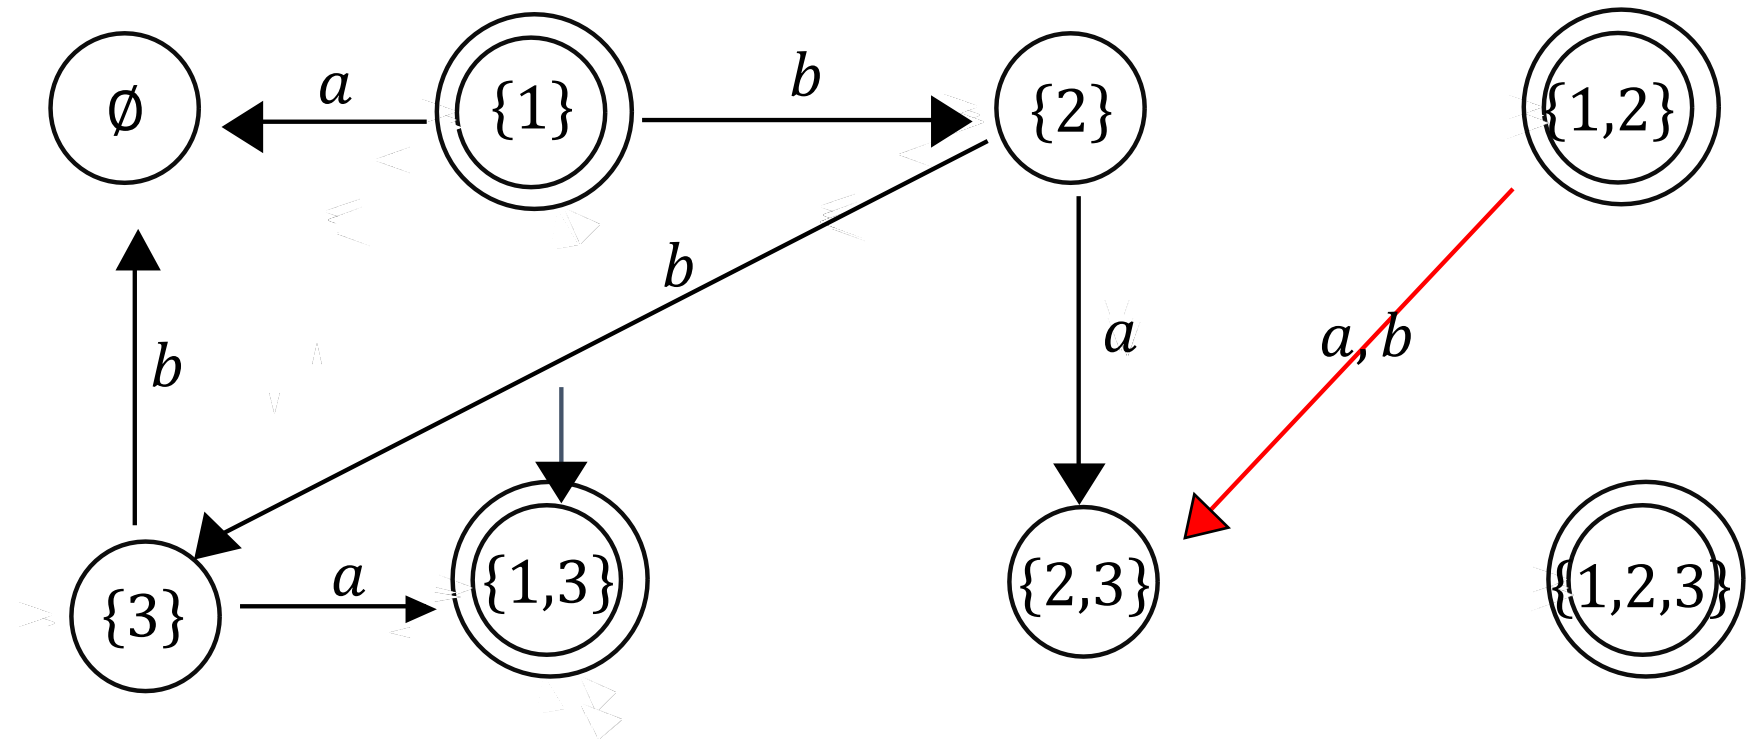 ∅
a
{1}
b
{2}
{1,2}
b
b
a
a, b
{3}
a
{1,3}
{2,3}
{1,2,3}